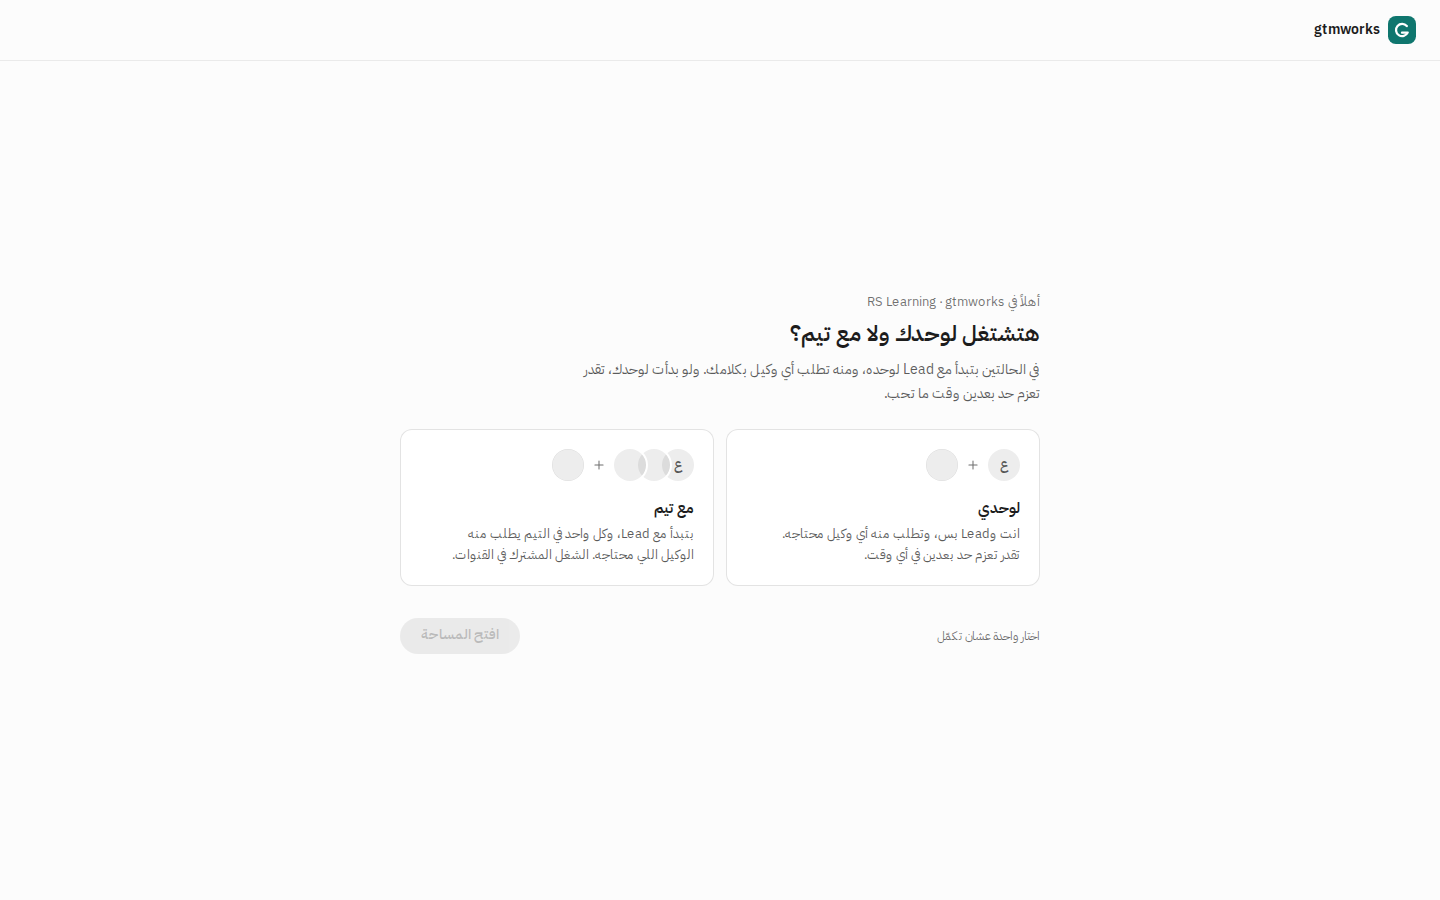 gtmworks
أهلاً في RS Learning · gtmworks
هتشتغل لوحدك ولا مع تيم؟
في الحالتين بتبدأ مع Lead لوحده، ومنه تطلب أي وكيل بكلامك. ولو بدأت لوحدك، تقدر
تعزم حد بعدين وقت ما تحب.
ع +
لوحدي
انت وLead بس، وتطلب منه أي وكيل محتاجه.
تقدر تعزم حد بعدين في أي وقت.
ع +
مع تيم
بتبدأ مع Lead، وكل واحد في التيم يطلب منه
الوكيل اللي محتاجه. الشغل المشترك في القنوات.
اختار واحدة عشان تكمّل
افتح المساحة